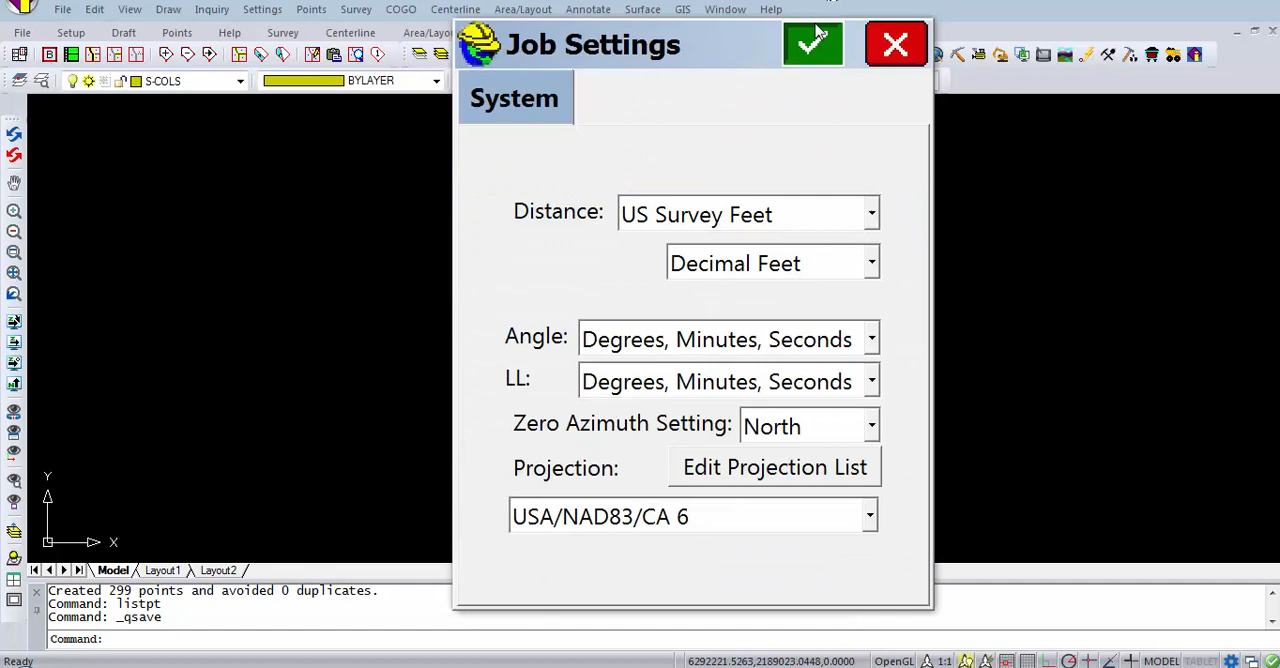 File Edit View Draw Inquiry Settings Points Survey COGO Centerline Area/Layout Annotate Surface GIS Window Help
File Setup Draft Points Help Survey Centerline Area/Layou
S-COLS BYLAYER
Job Settings
System
Distance: US Survey Feet
Decimal Feet
Angle: Degrees, Minutes, Seconds
LL: Degrees, Minutes, Seconds
Zero Azimuth Setting: North
Projection: Edit Projection List
USA/NAD83/CA 6
Y
X
Model Layout1 Layout2
Created 299 points and avoided 0 duplicates.
Command: listpt
Command: _qsave
Command:
Ready 6292221.5263,2189023.0448,0.0000 OpenGL 1:1 MODEL TABLET